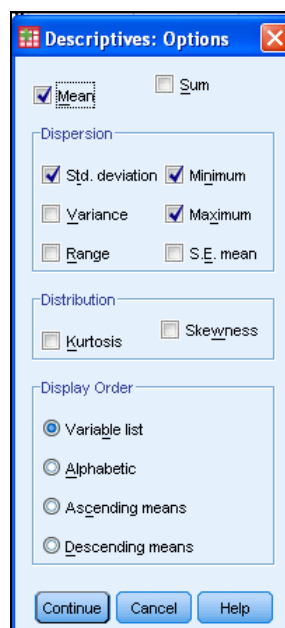 Descriptives: Options
Mean
Sum
Dispersion
Std. deviation
Minimum
Variance
Maximum
Range
S.E. mean
Distribution
Kurtosis
Skewness
Display Order
Variable list
Alphabetic
Ascending means
Descending means
Continue
Cancel
Help